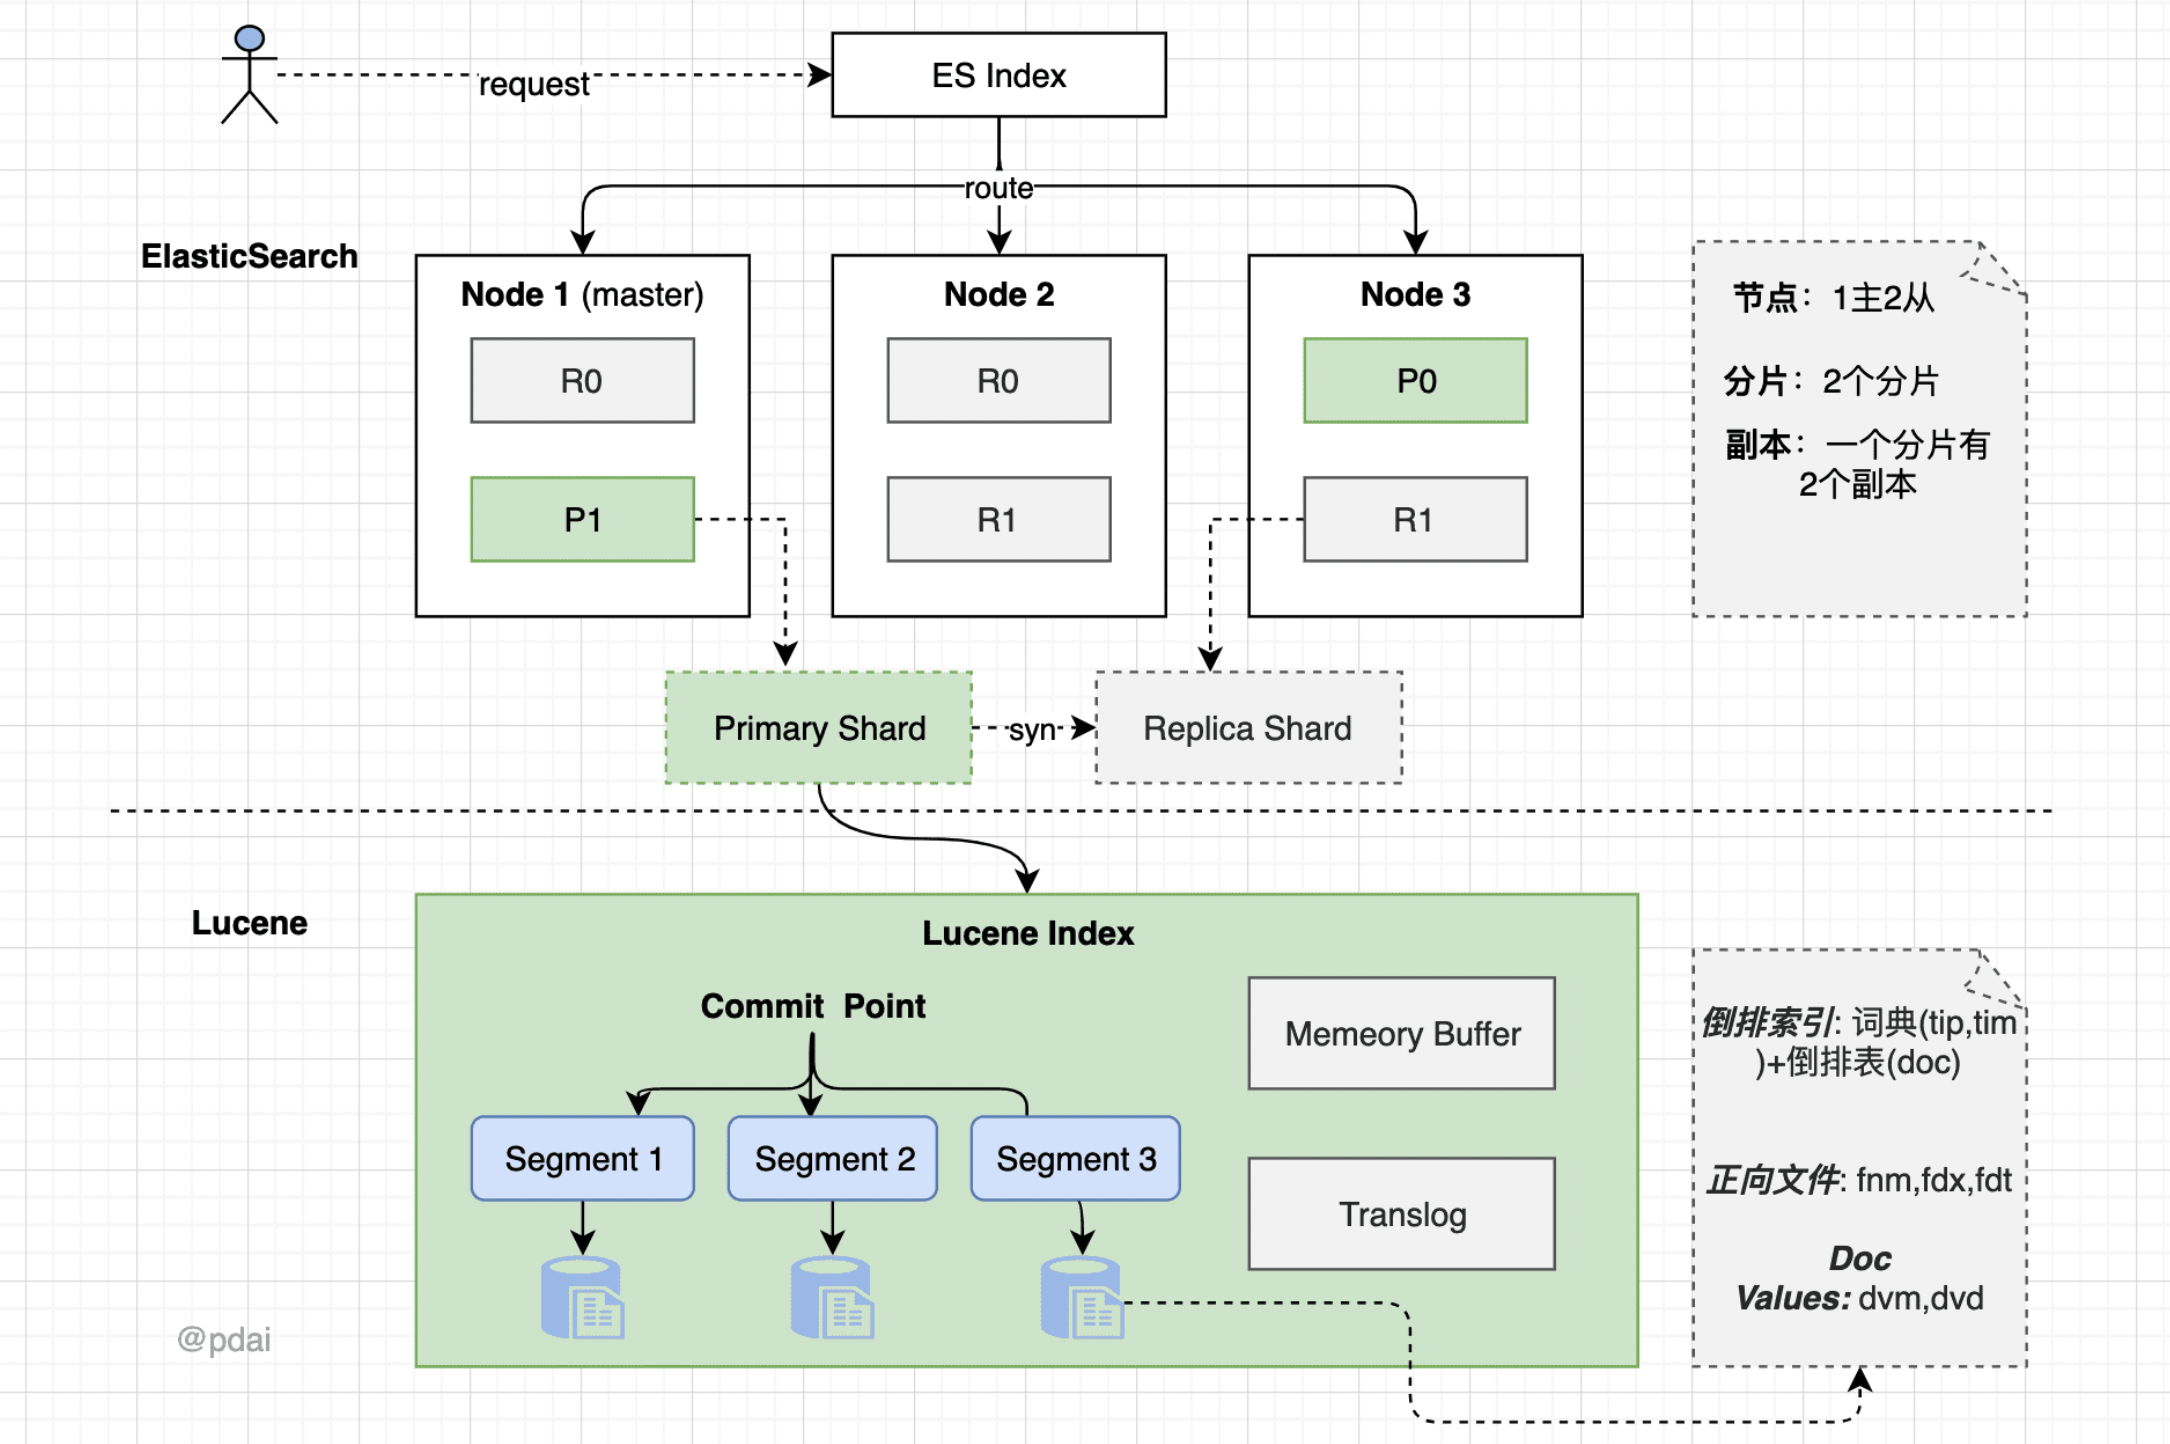 request
ES Index
route
ElasticSearch
Node 1 (master)
R0
P1
Node 2
R0
R1
Node 3
P0
R1
节点：1主2从
分片：2个分片
副本：一个分片有
2个副本
Primary Shard
syn
Replica Shard
Lucene
Lucene Index
Commit Point
Segment 1
Segment 2
Segment 3
Memeory Buffer
Translog
倒排索引: 词典(tip,tim
)+倒排表(doc)
正向文件: fnm,fdx,fdt
Doc
Values: dvm,dvd
@pdai